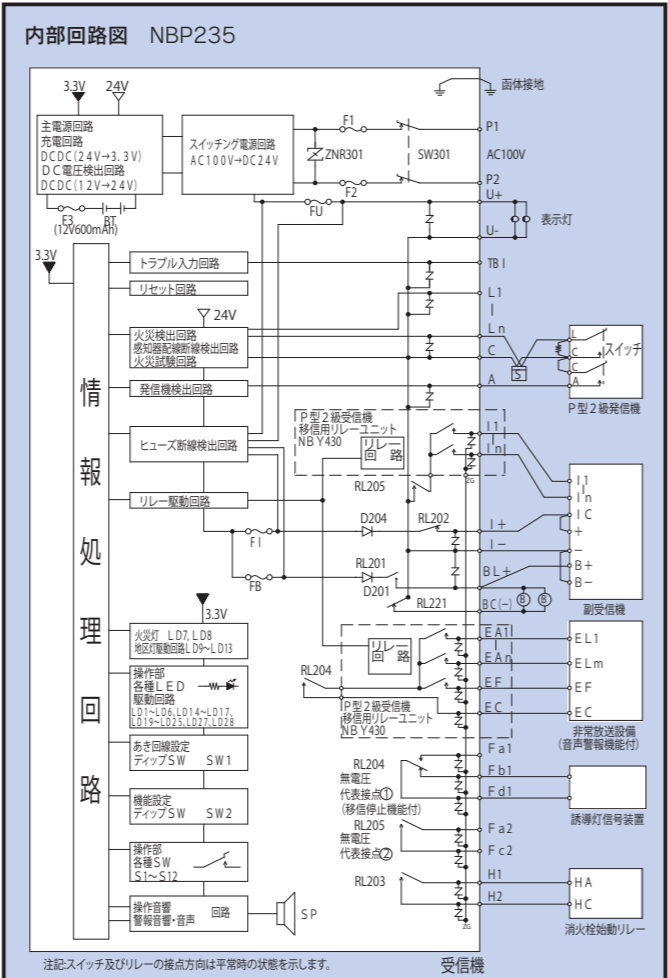 内部回路図 NBP235
3.3V
24V
函体接地
主電源回路
充電回路
DCDC(24V→3.3V)
DC電圧検出回路
DCDC(12V→24V)
スイッチング電源回路
AC100V→DC24V
F1
ZNR301
F2
SW301
P1
AC100V
P2
F3
BT
(12V600mAh)
FU
U+
U-
表示灯
3.3V
トラブル入力回路
TBI
リセット回路
L1
24V
火災検出回路
感知器配線断線検出回路
火災試験回路
Ln
C
S
L
C
C
A
スイッチ
P型2級発信機
発信機検出回路
A
情報処理回路
P型2級受信機
移信用リレーユニット
NBY430
リレー
回路
I1
In
ヒューズ断線検出回路
RL205
ZG
リレー駆動回路
FI
D204
RL202
I+
I-
FB
RL201
D201
BL+
RL221
BC(-)
B
B
I1
In
IC
+
-
B+
B-
副受信機
3.3V
火災灯 LD7, LD8
地区灯駆動回路LD9~LD13
リレー
回路
EA1
EAn
EF
EC
EL1
ELm
EF
EC
非常放送設備
(音声警報機能付)
RL204
P型2級受信機
移信用リレーユニット
NBY430
操作部
各種LED
駆動回路
LD1~LD6,LD14~LD17,
LD19~LD25,LD27,LD28
あき回線設定
ディップSW SW1
RL204
無電圧
代表接点①
(移信停止機能付)
Fa1
Fb1
Fd1
誘導灯信号装置
機能設定
ディップSW SW2
RL205
無電圧
代表接点②
Fa2
Fc2
操作部
各種SW
S1~S12
RL203
H1
H2
HA
HC
消火栓始動リレー
操作音響
警報音響・音声
回路
SP
ZG
注記:スイッチ及びリレーの接点方向は平常時の状態を示します。
受信機